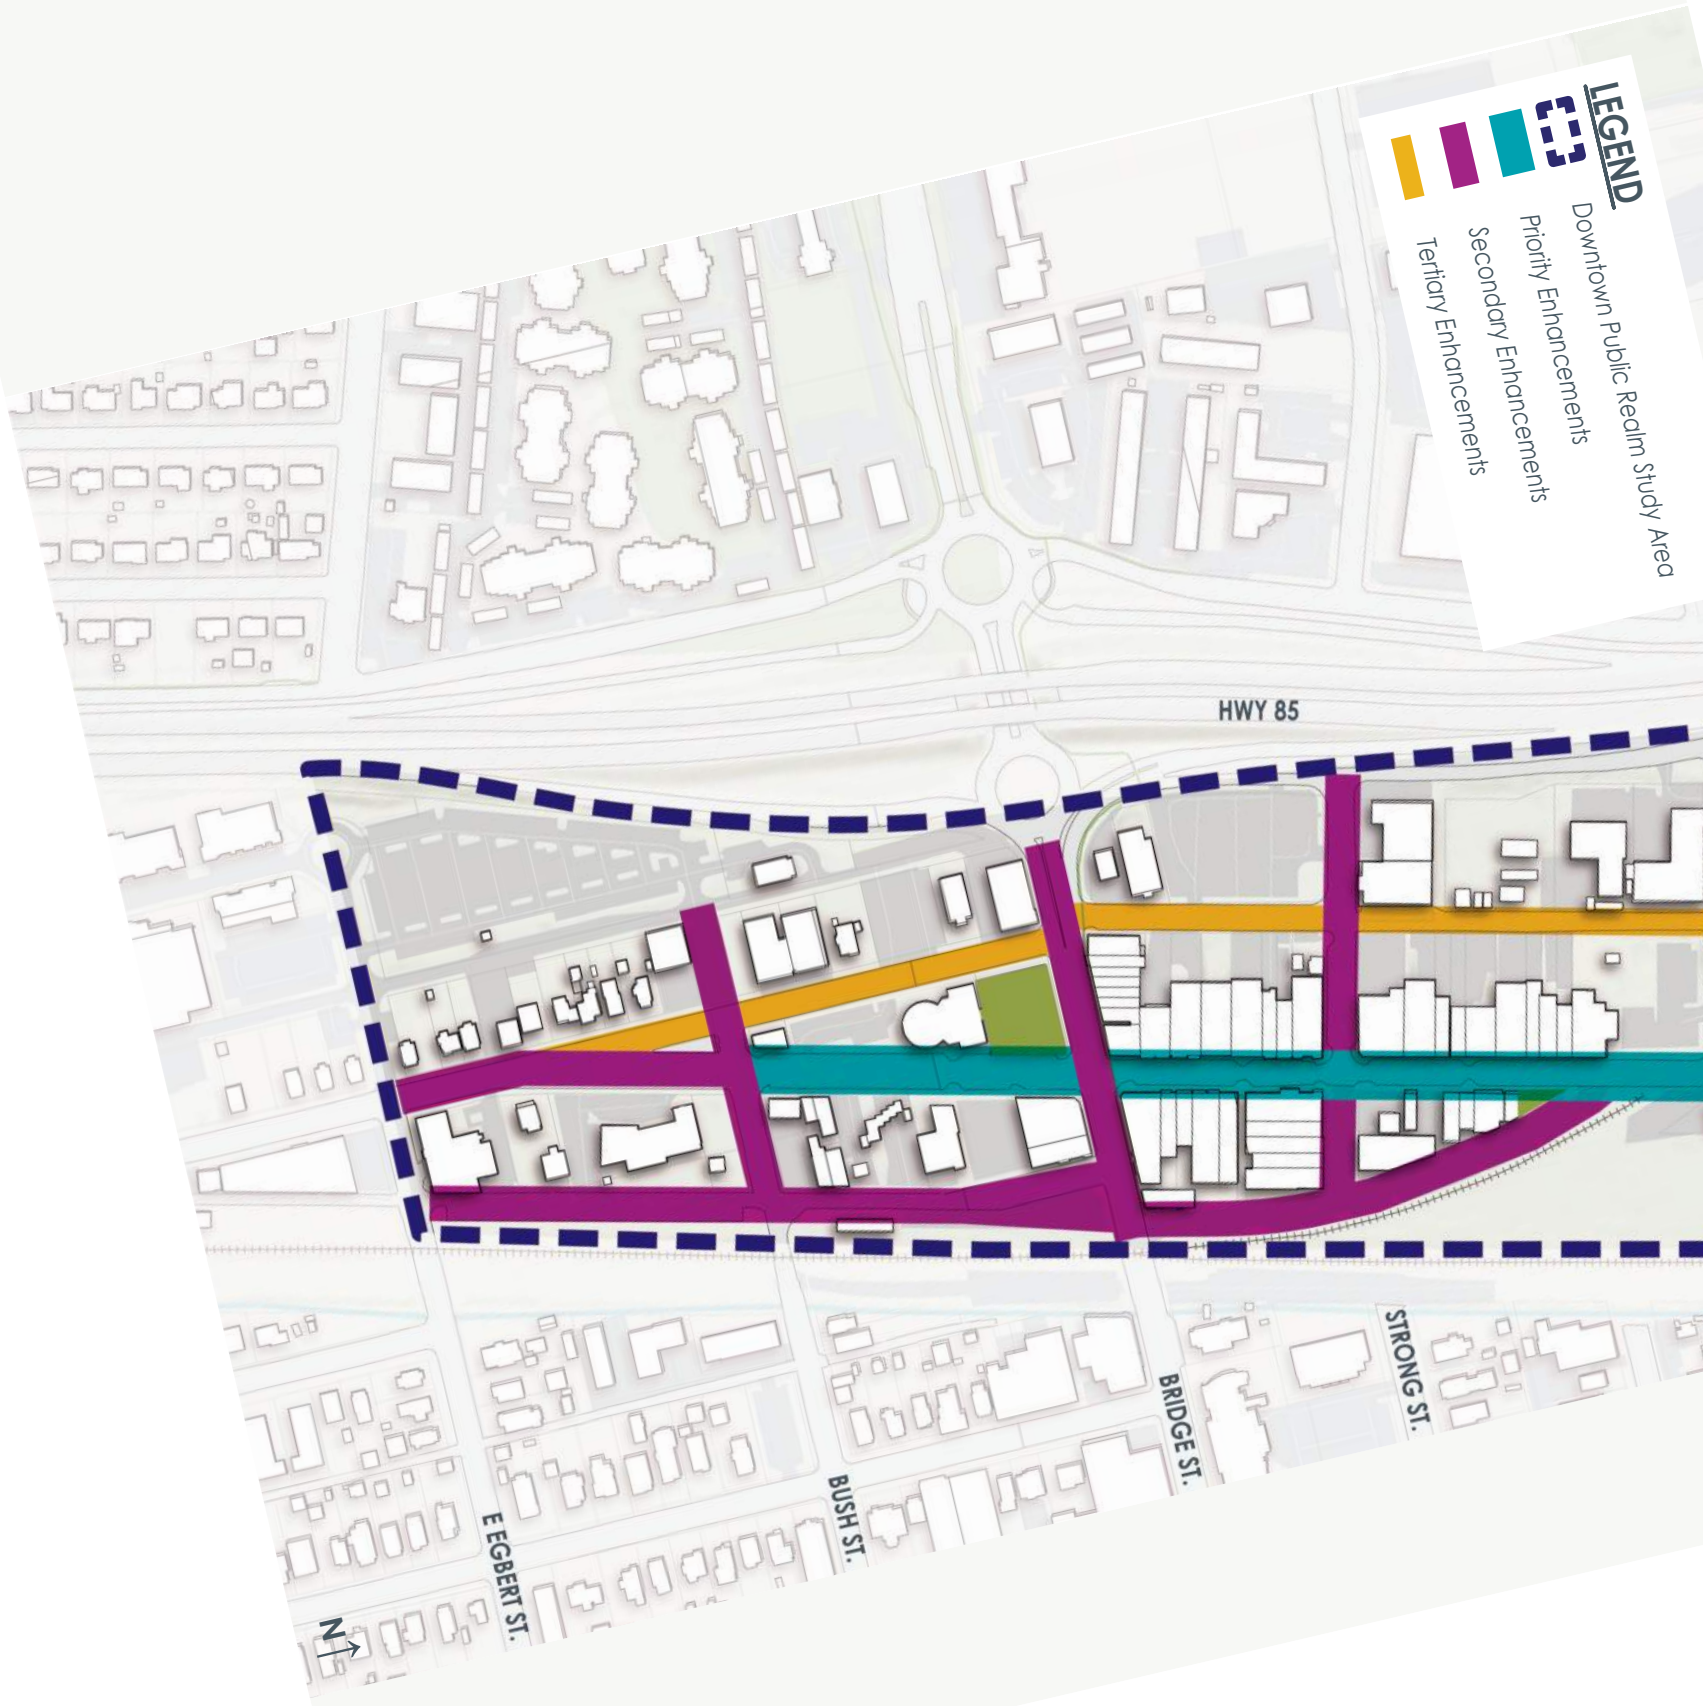 LEGEND
Downtown Public Realm Study Area
Priority Enhancements
Secondary Enhancements
Tertiary Enhancements
HWY 85
STRONG ST.
BRIDGE ST.
BUSH ST.
E EGBERT ST.
N